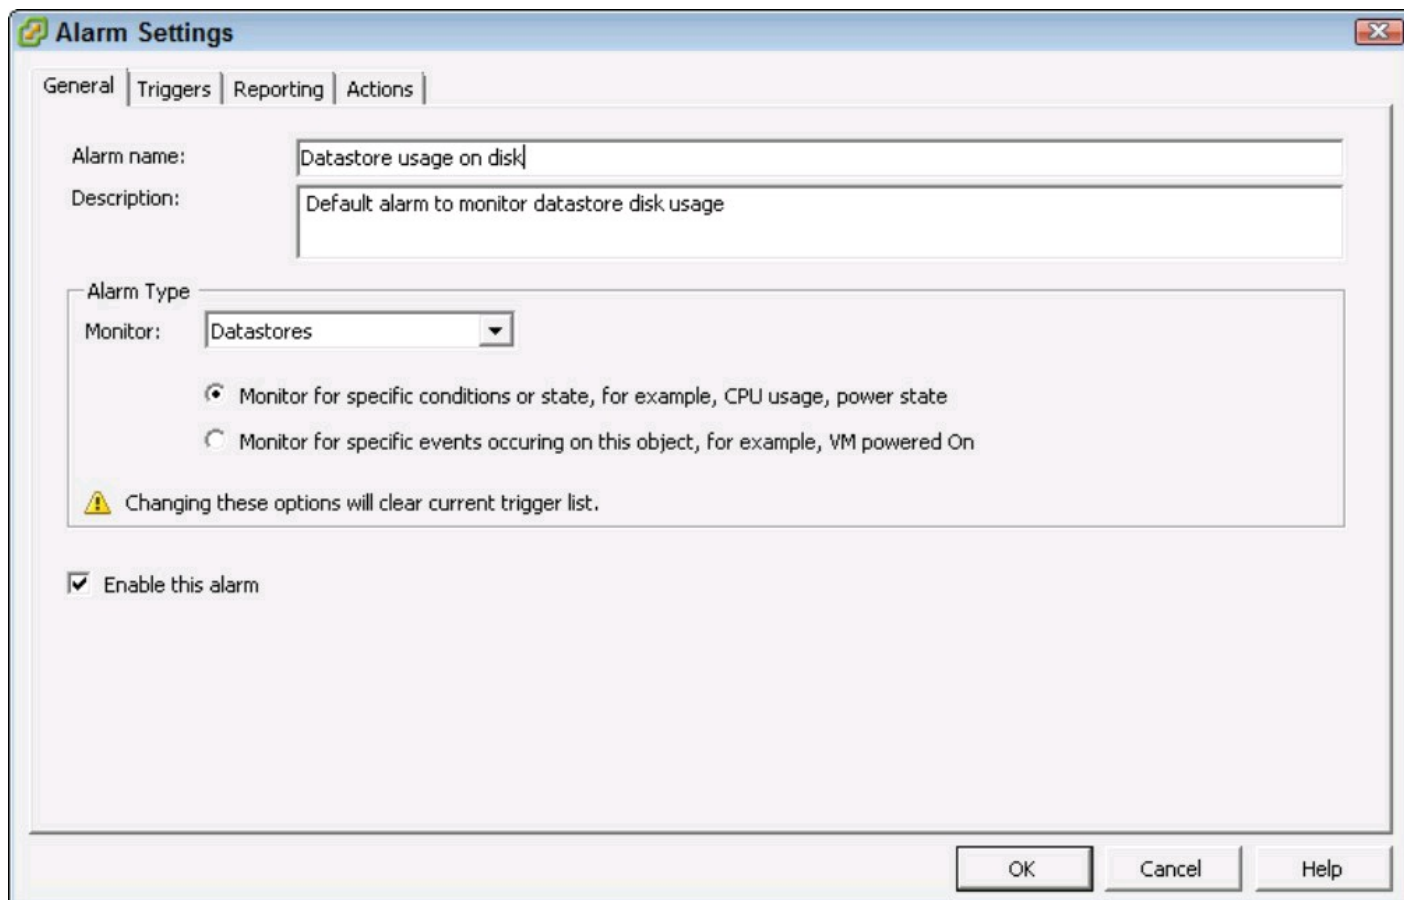 Alarm Settings
General Triggers Reporting Actions
Alarm name: Datastore usage on disk
Description: Default alarm to monitor datastore disk usage
Alarm Type
Monitor: Datastores
Monitor for specific conditions or state, for example, CPU usage, power state
Monitor for specific events occuring on this object, for example, VM powered On
Changing these options will clear current trigger list.
Enable this alarm
OK Cancel Help